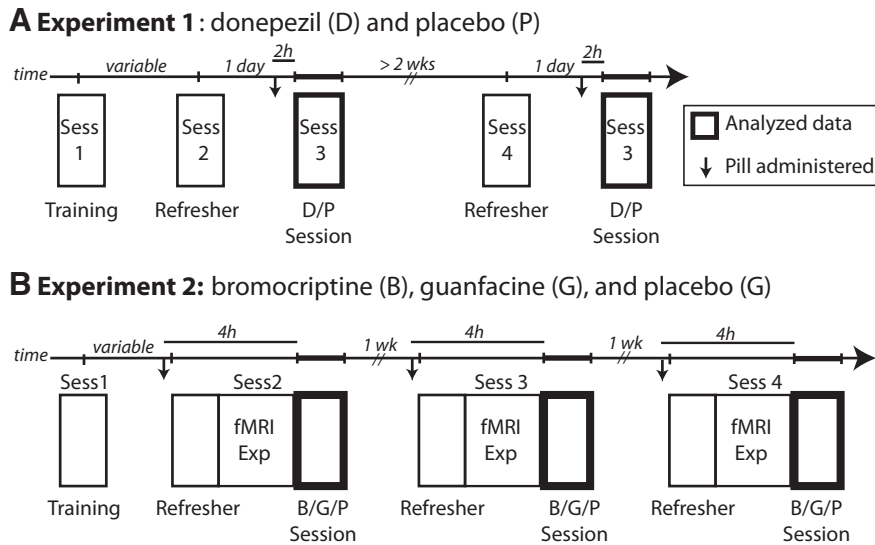 A Experiment 1: donepezil (D) and placebo (P)
time variable 1 day 2h > 2 wks 1 day 2h
Sess 1
Sess 2
Sess 3
Sess 4
Sess 3
Training
Refresher
D/P Session
Refresher
D/P Session
Analyzed data
Pill administered
B Experiment 2: bromocriptine (B), guanfacine (G), and placebo (G)
time variable 4h 1 wk 4h 1 wk 4h
Sess1
Sess2
Sess 3
Sess 4
fMRI Exp
fMRI Exp
fMRI Exp
Training
Refresher
B/G/P Session
Refresher
B/G/P Session
Refresher
B/G/P Session